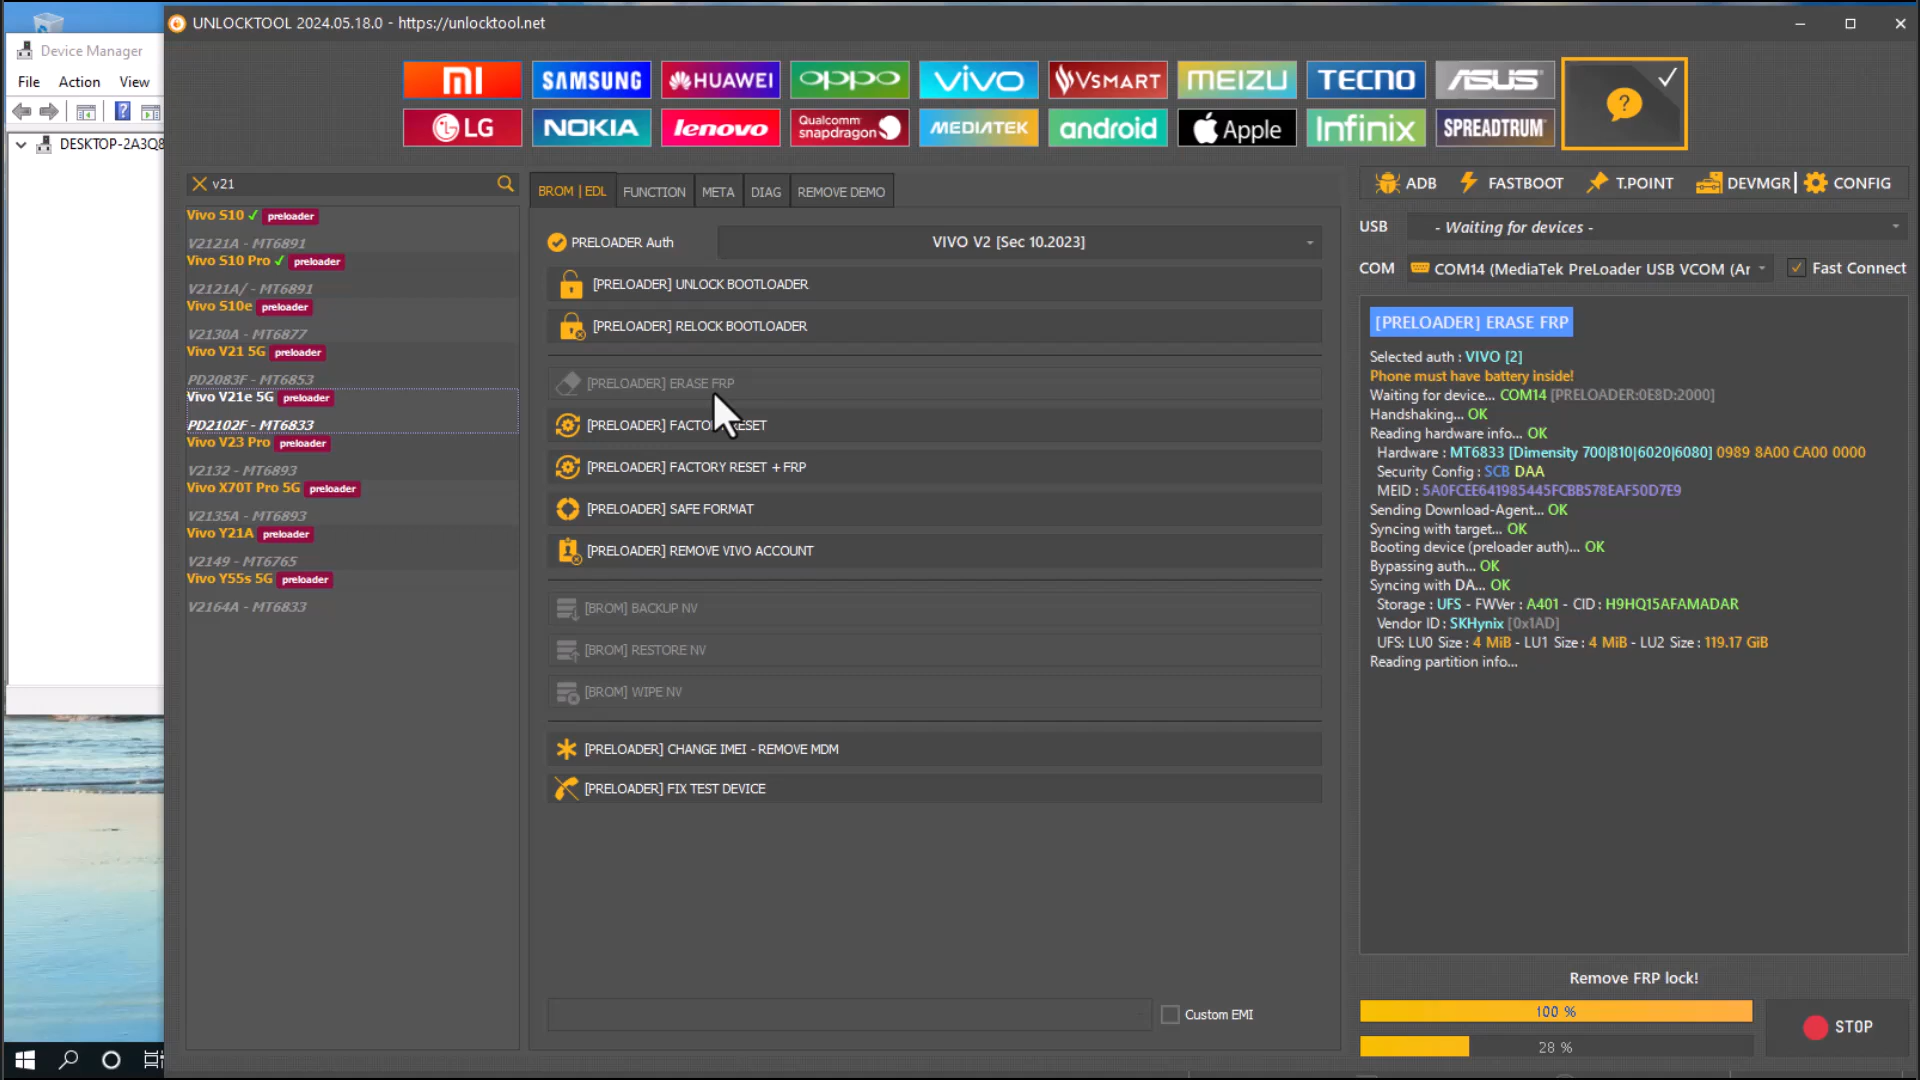 UNLOCKTOOL 2024.05.18.0 - https://unlocktool.net
Device Manager
File Action View
DESKTOP-2A3Q8
SAMSUNG HUAWEI oppo vivo VSMART MEIZU TECNO ASUS
LG NOKIA lenovo Qualcomm snapdragon MEDIATEK android Apple Infinix SPREADTRUM
v21
Vivo S10 ✓ preloader
V2121A - MT6891
Vivo S10 Pro ✓ preloader
V2121A/ - MT6891
Vivo S10e preloader
V2130A - MT6877
Vivo V21 5G preloader
PD2083F - MT6853
Vivo V21e 5G preloader
PD2102F - MT6833
Vivo V23 Pro preloader
V2132 - MT6893
Vivo X70T Pro 5G preloader
V2135A - MT6893
Vivo Y21A preloader
V2149 - MT6765
Vivo Y55s 5G preloader
V2164A - MT6833
BROM | EDL FUNCTION META DIAG REMOVE DEMO
PRELOADER Auth VIVO V2 [Sec 10.2023]
[PRELOADER] UNLOCK BOOTLOADER
[PRELOADER] RELOCK BOOTLOADER
[PRELOADER] ERASE FRP
[PRELOADER] FACTO RESET
[PRELOADER] FACTORY RESET + FRP
[PRELOADER] SAFE FORMAT
[PRELOADER] REMOVE VIVO ACCOUNT
[BROM] BACKUP NV
[BROM] RESTORE NV
[BROM] WIPE NV
[PRELOADER] CHANGE IMEI - REMOVE MDM
[PRELOADER] FIX TEST DEVICE
Custom EMI
ADB FASTBOOT T.POINT DEVMGR CONFIG
USB - Waiting for devices -
COM COM14 (MediaTek PreLoader USB VCOM (Ar Fast Connect
[PRELOADER] ERASE FRP
Selected auth : VIVO [2]
Phone must have battery inside!
Waiting for device... COM14 [PRELOADER:0E8D:2000]
Handshaking... OK
Reading hardware info... OK
Hardware : MT6833 [Dimensity 700|810|6020|6080] 0989 8A00 CA00 0000
Security Config : SCB DAA
MEID : 5A0FCEE641985445FCBB578EAF50D7E9
Sending Download-Agent... OK
Syncing with target... OK
Booting device (preloader auth)... OK
Bypassing auth... OK
Syncing with DA... OK
Storage : UFS - FWVer : A401 - CID : H9HQ15AFAMADAR
Vendor ID : SKHynix [0x1AD]
UFS: LU0 Size : 4 MiB - LU1 Size : 4 MiB - LU2 Size : 119.17 GiB
Reading partition info...
Remove FRP lock!
100 %
28 %
STOP